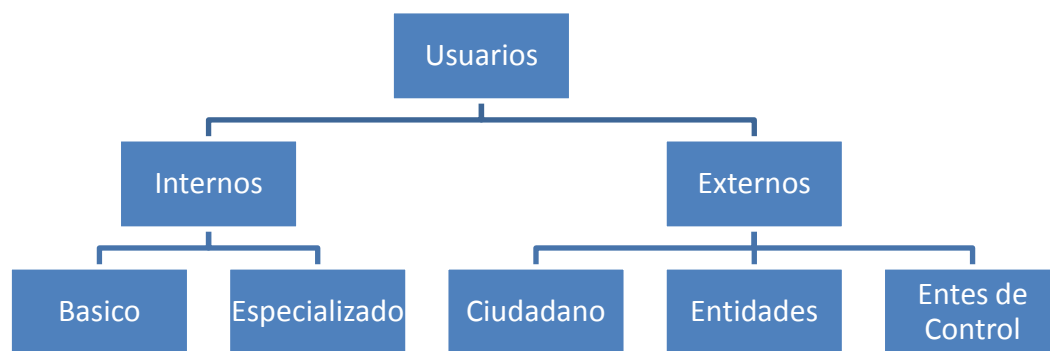 Usuarios
Internos
Externos
Basico
Especializado
Ciudadano
Entidades
Entes de
Control